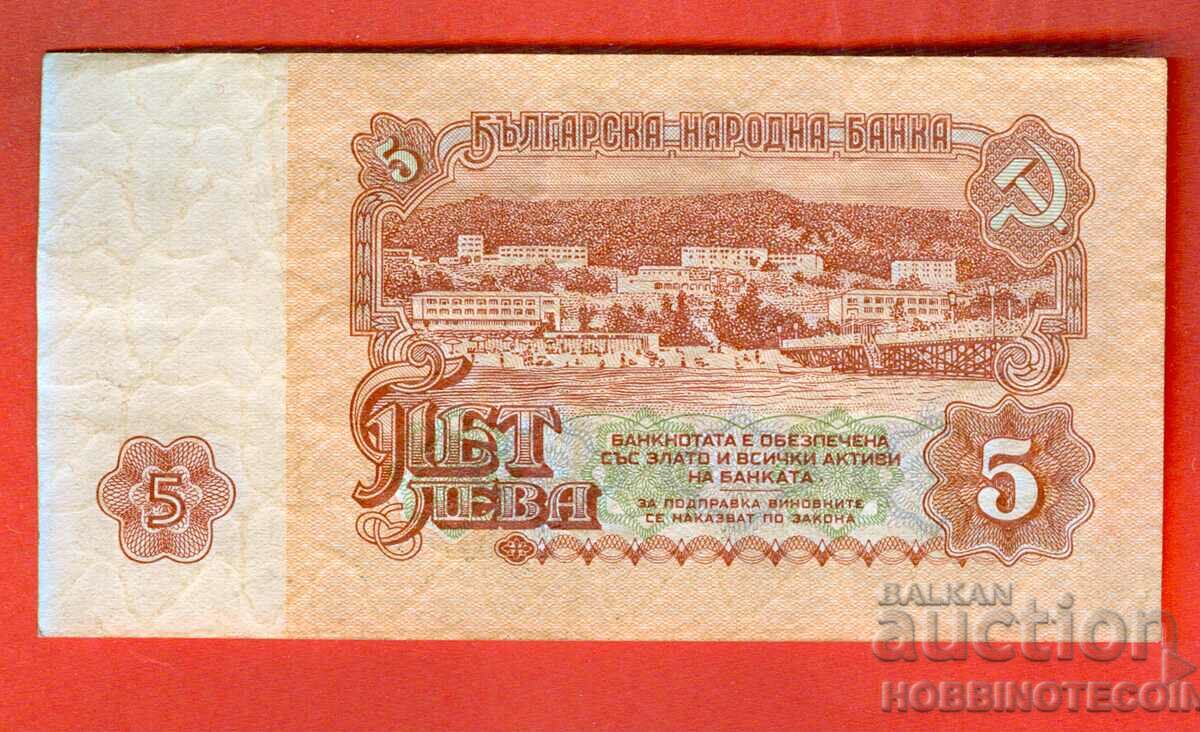 БЪЛГАРСКА НАРОДНА БАНКА
5
ПЕТ
ЛЕВА
БАНКНОТАТА Е ОБЕЗПЕЧЕНА
СЪС ЗЛАТО И ВСИЧКИ АКТИВИ
НА БАНКАТА
ЗА ПОДПРАВКА ВИНОВНИТЕ
СЕ НАКАЗВАТ ПО ЗАКОНА
5
5
BALKAN
auction
HOBBINOTECOIN